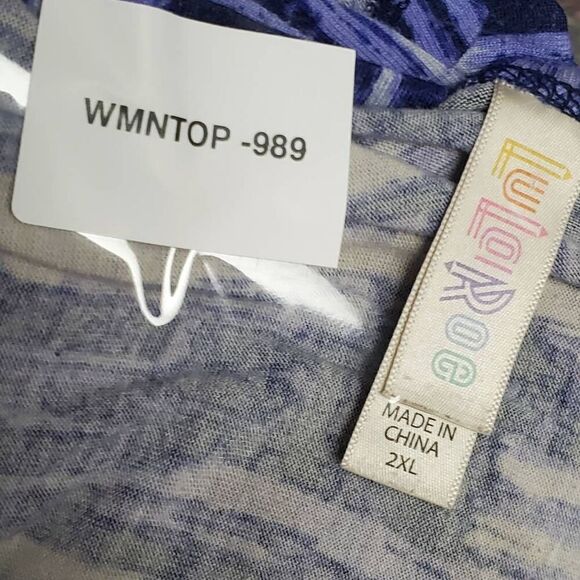 WMNTOP -989
LuLaRoe
MADE IN
CHINA
2XL